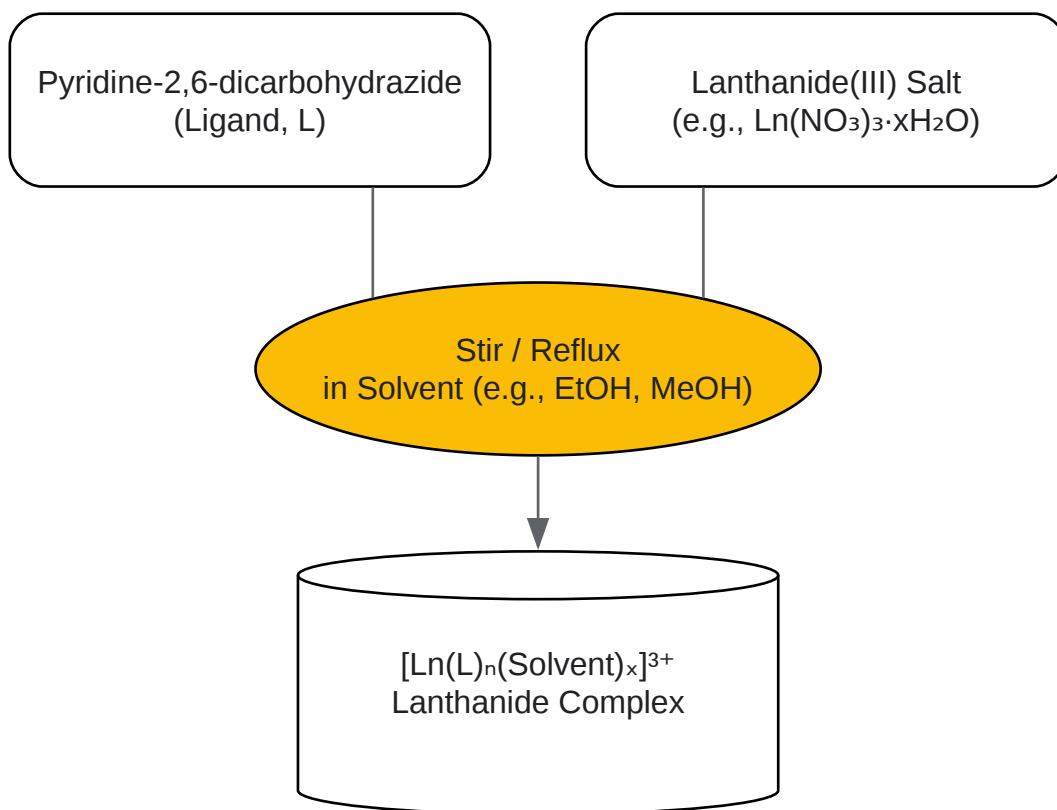 Pyridine-2,6-dicarbohydrazide
(Ligand, L)
Lanthanide(III) Salt
(e.g., Ln(NO₃)₃·xH₂O)
Stir / Reflux
in Solvent (e.g., EtOH, MeOH)
[Ln(L)ₙ(Solvent)ₓ]³⁺
Lanthanide Complex